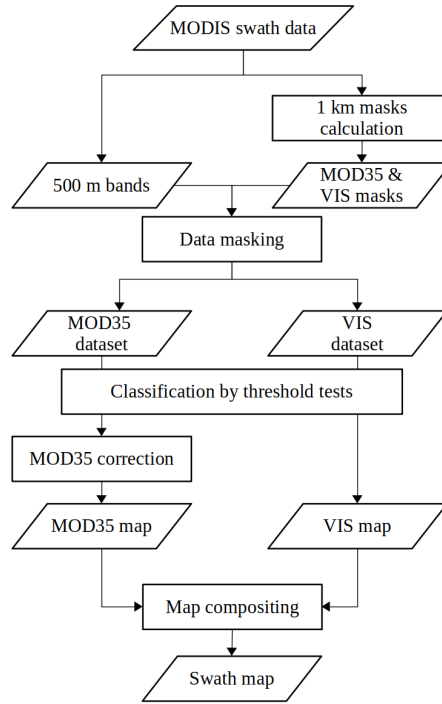 MODIS swath data
1 km masks
calculation
500 m bands
MOD35 &
VIS masks
Data masking
MOD35
dataset
VIS
dataset
Classification by threshold tests
MOD35 correction
MOD35 map
VIS map
Map compositing
Swath map